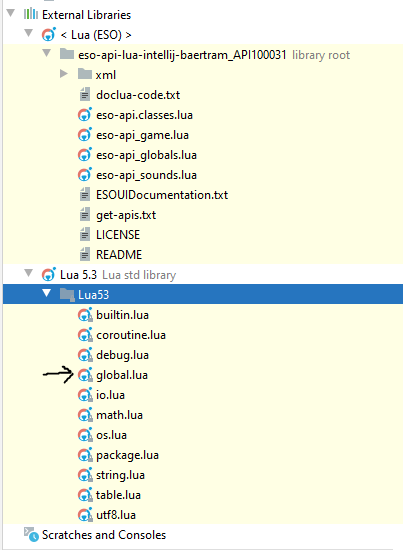 External Libraries
< Lua (ESO) >
eso-api-lua-intellij-baertram_API100031 library root
xml
doclua-code.txt
eso-api.classes.lua
eso-api_game.lua
eso-api_globals.lua
eso-api_sounds.lua
ESOUIDocumentation.txt
get-apis.txt
LICENSE
README
Lua 5.3 Lua std library
Lua53
builtin.lua
coroutine.lua
debug.lua
global.lua
io.lua
math.lua
os.lua
package.lua
string.lua
table.lua
utf8.lua
Scratches and Consoles